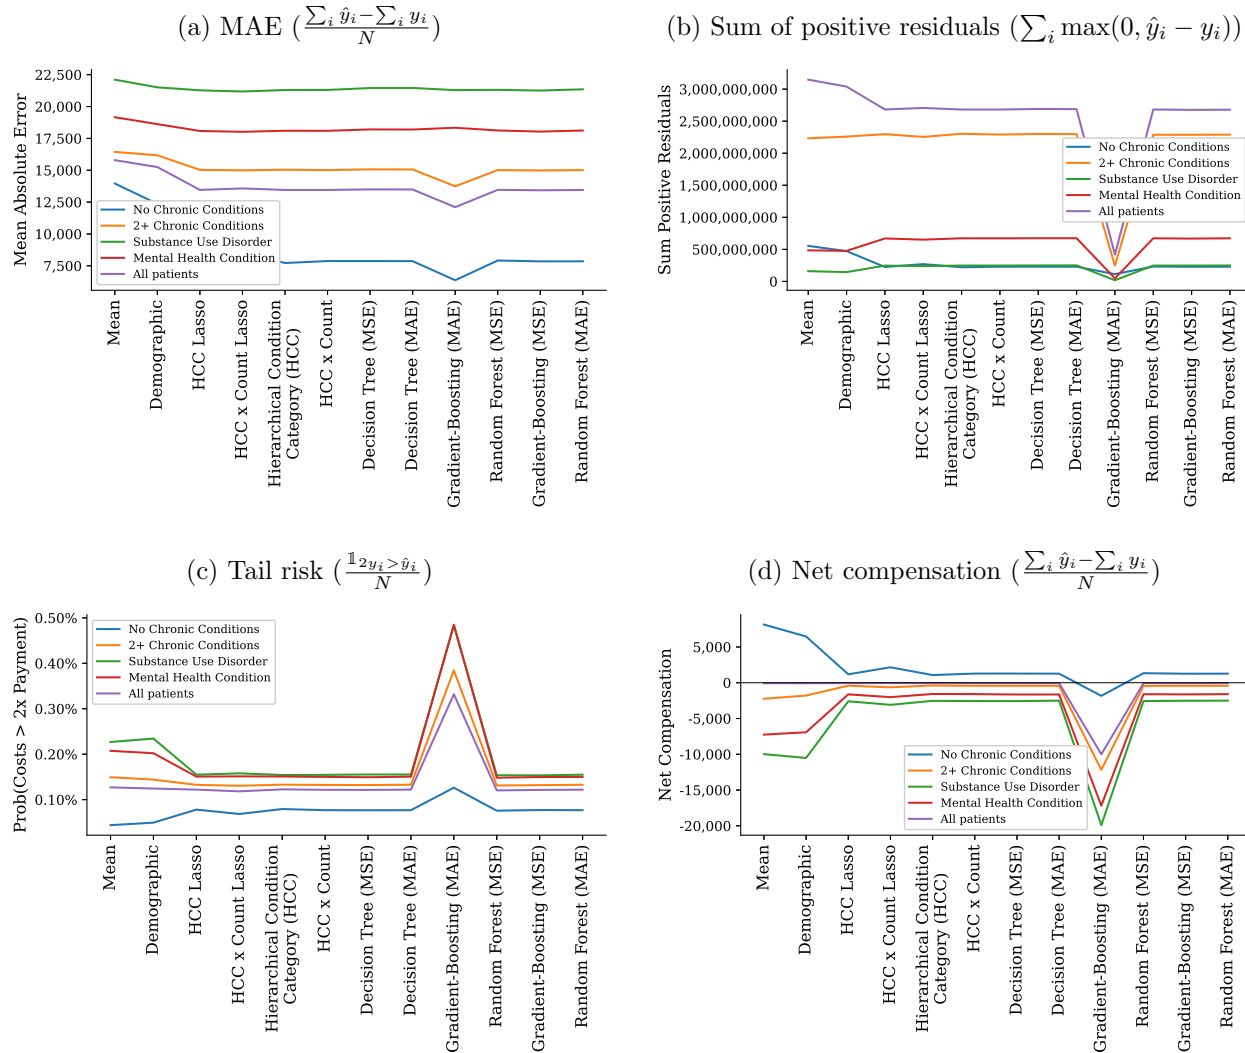 (a) MAE (∑ᵢ ŷᵢ−∑ᵢ yᵢ / N)
Mean Absolute Error
22,500
20,000
17,500
15,000
12,500
10,000
7,500
No Chronic Conditions
2+ Chronic Conditions
Substance Use Disorder
Mental Health Condition
All patients
Mean
Demographic
HCC Lasso
HCC x Count Lasso
Hierarchical Condition
Category (HCC)
HCC x Count
Decision Tree (MSE)
Decision Tree (MAE)
Gradient-Boosting (MAE)
Random Forest (MSE)
Gradient-Boosting (MSE)
Random Forest (MAE)
(b) Sum of positive residuals (∑ᵢ max(0, ŷᵢ − yᵢ))
Sum Positive Residuals
3,000,000,000
2,500,000,000
2,000,000,000
1,500,000,000
1,000,000,000
500,000,000
0
No Chronic Conditions
2+ Chronic Conditions
Substance Use Disorder
Mental Health Condition
All patients
Mean
Demographic
HCC Lasso
HCC x Count Lasso
Hierarchical Condition
Category (HCC)
HCC x Count
Decision Tree (MSE)
Decision Tree (MAE)
Gradient-Boosting (MAE)
Random Forest (MSE)
Gradient-Boosting (MSE)
Random Forest (MAE)
(c) Tail risk (𝟙₂yᵢ>ŷᵢ / N)
Prob(Costs > 2x Payment)
0.50%
0.40%
0.30%
0.20%
0.10%
No Chronic Conditions
2+ Chronic Conditions
Substance Use Disorder
Mental Health Condition
All patients
Mean
Demographic
HCC Lasso
HCC x Count Lasso
Hierarchical Condition
Category (HCC)
HCC x Count
Decision Tree (MSE)
Decision Tree (MAE)
Gradient-Boosting (MAE)
Random Forest (MSE)
Gradient-Boosting (MSE)
Random Forest (MAE)
(d) Net compensation (∑ᵢ ŷᵢ−∑ᵢ yᵢ / N)
Net Compensation
5,000
0
-5,000
-10,000
-15,000
-20,000
No Chronic Conditions
2+ Chronic Conditions
Substance Use Disorder
Mental Health Condition
All patients
Mean
Demographic
HCC Lasso
HCC x Count Lasso
Hierarchical Condition
Category (HCC)
HCC x Count
Decision Tree (MSE)
Decision Tree (MAE)
Gradient-Boosting (MAE)
Random Forest (MSE)
Gradient-Boosting (MSE)
Random Forest (MAE)